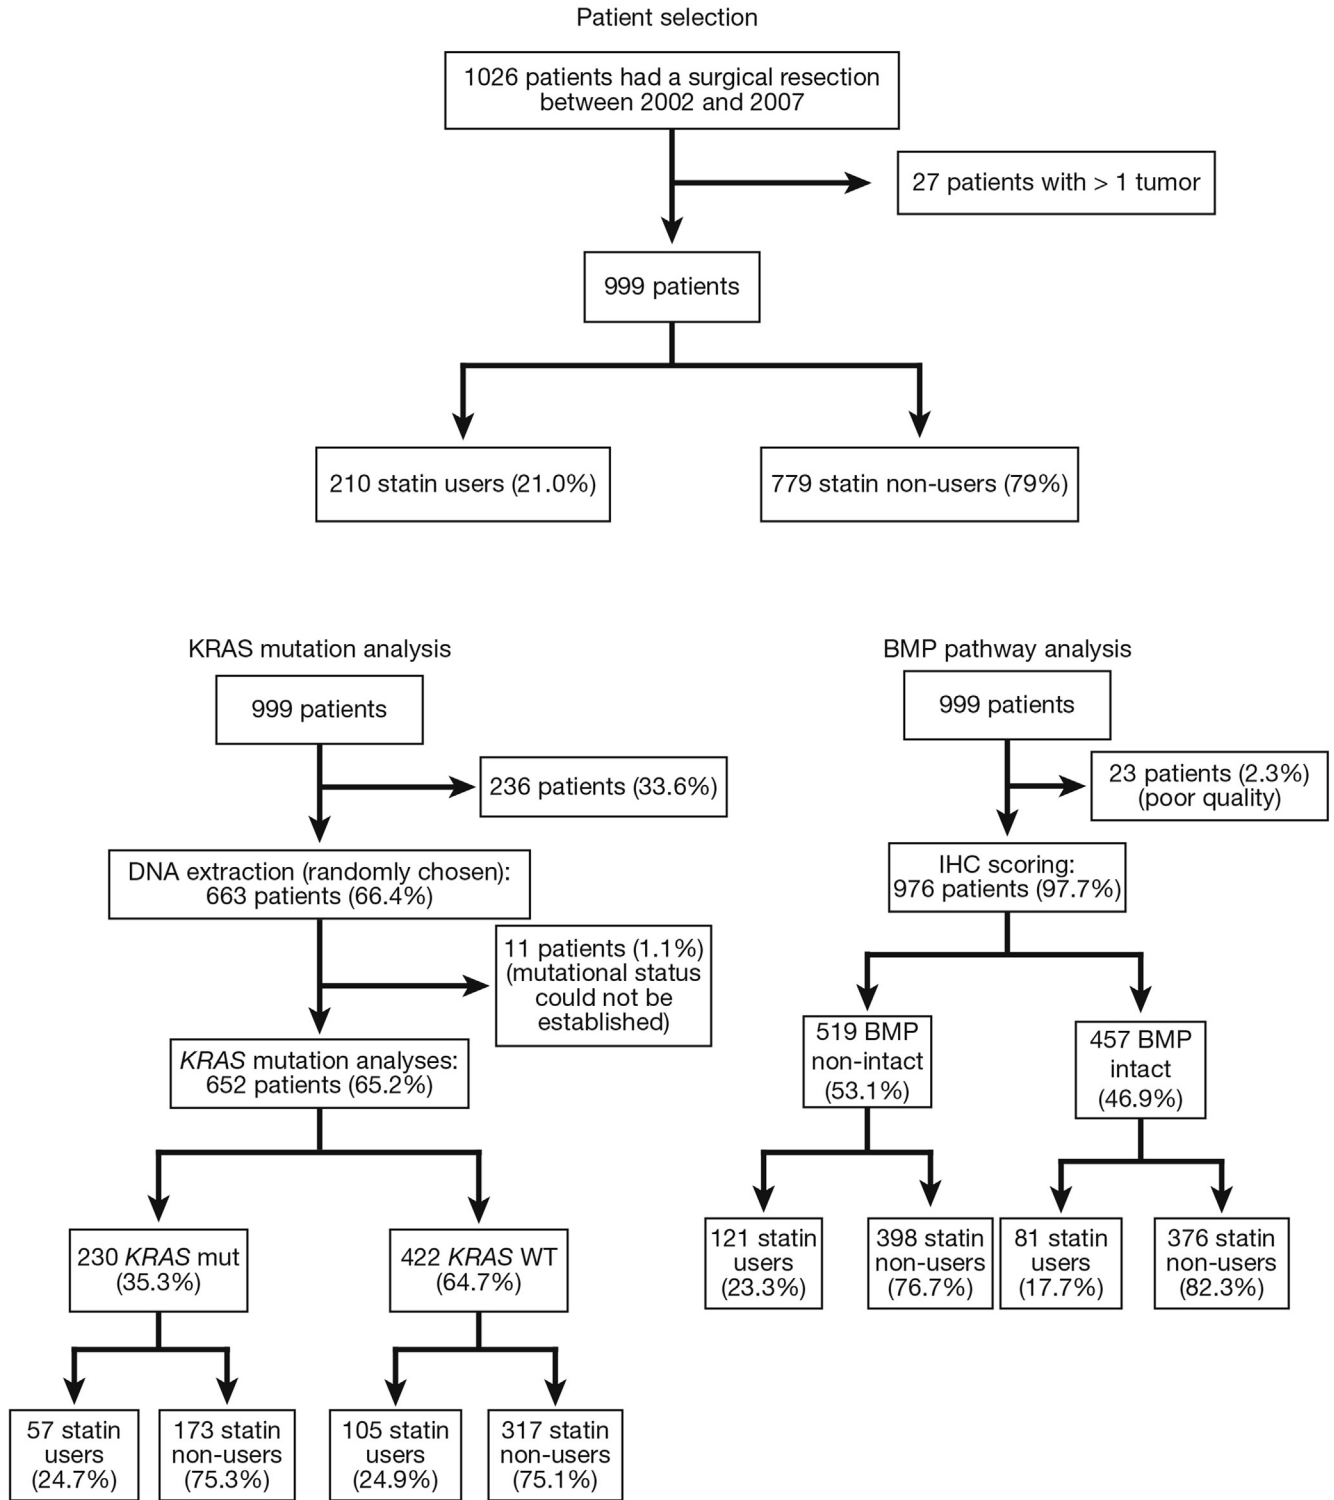 Patient selection
1026 patients had a surgical resection
between 2002 and 2007
27 patients with > 1 tumor
999 patients
210 statin users (21.0%)
779 statin non-users (79%)
KRAS mutation analysis
999 patients
236 patients (33.6%)
DNA extraction (randomly chosen):
663 patients (66.4%)
11 patients (1.1%)
(mutational status
could not be
established)
KRAS mutation analyses:
652 patients (65.2%)
230 KRAS mut
(35.3%)
422 KRAS WT
(64.7%)
57 statin
users
(24.7%)
173 statin
non-users
(75.3%)
105 statin
users
(24.9%)
317 statin
non-users
(75.1%)
BMP pathway analysis
999 patients
23 patients (2.3%)
(poor quality)
IHC scoring:
976 patients (97.7%)
519 BMP
non-intact
(53.1%)
457 BMP
intact
(46.9%)
121 statin
users
(23.3%)
398 statin
non-users
(76.7%)
81 statin
users
(17.7%)
376 statin
non-users
(82.3%)